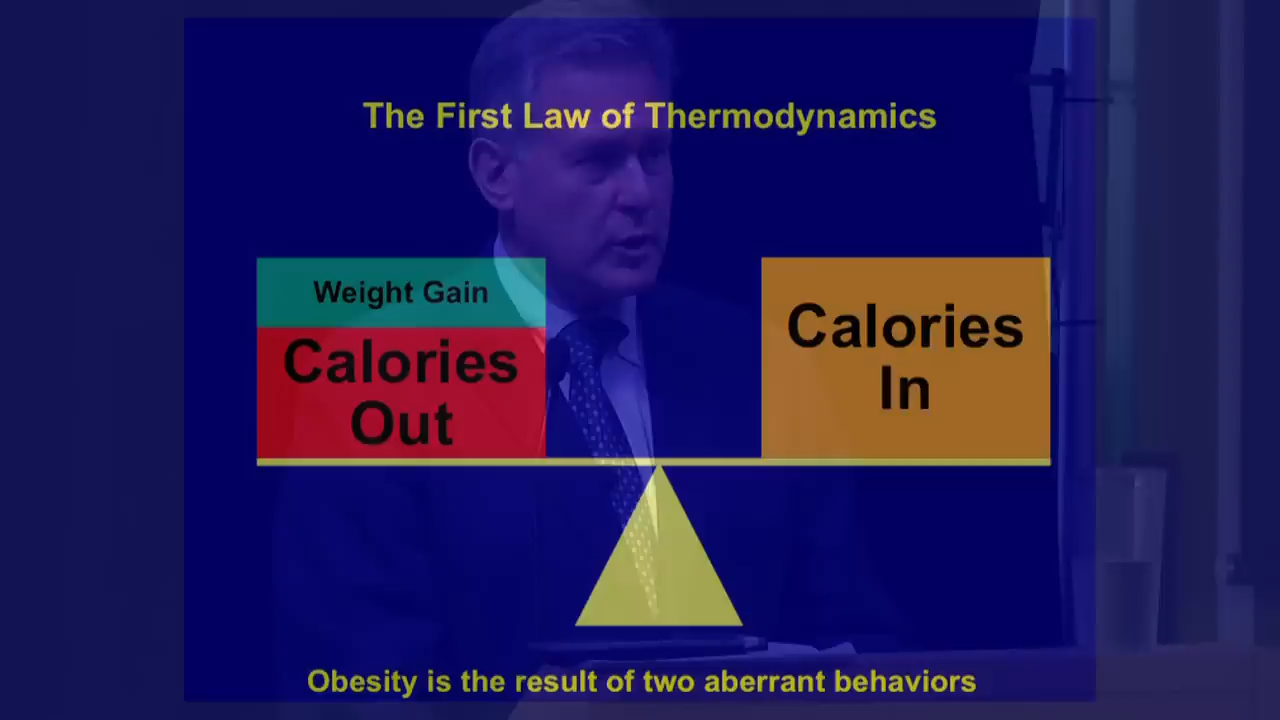 The First Law of Thermodynamics
Weight Gain
Calories
Out
Calories
In
Obesity is the result of two aberrant behaviors